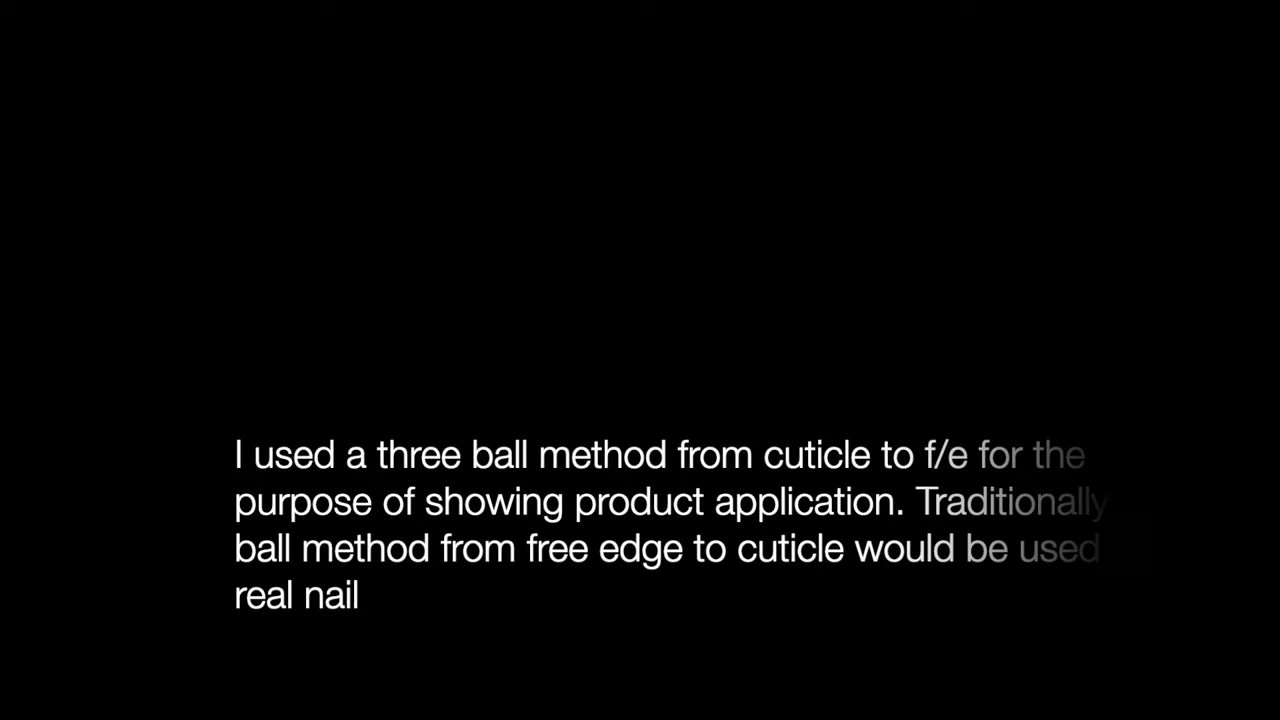 I used a three ball method from cuticle to f/e for the
purpose of showing product application. Traditionally
ball method from free edge to cuticle would be used
real nail